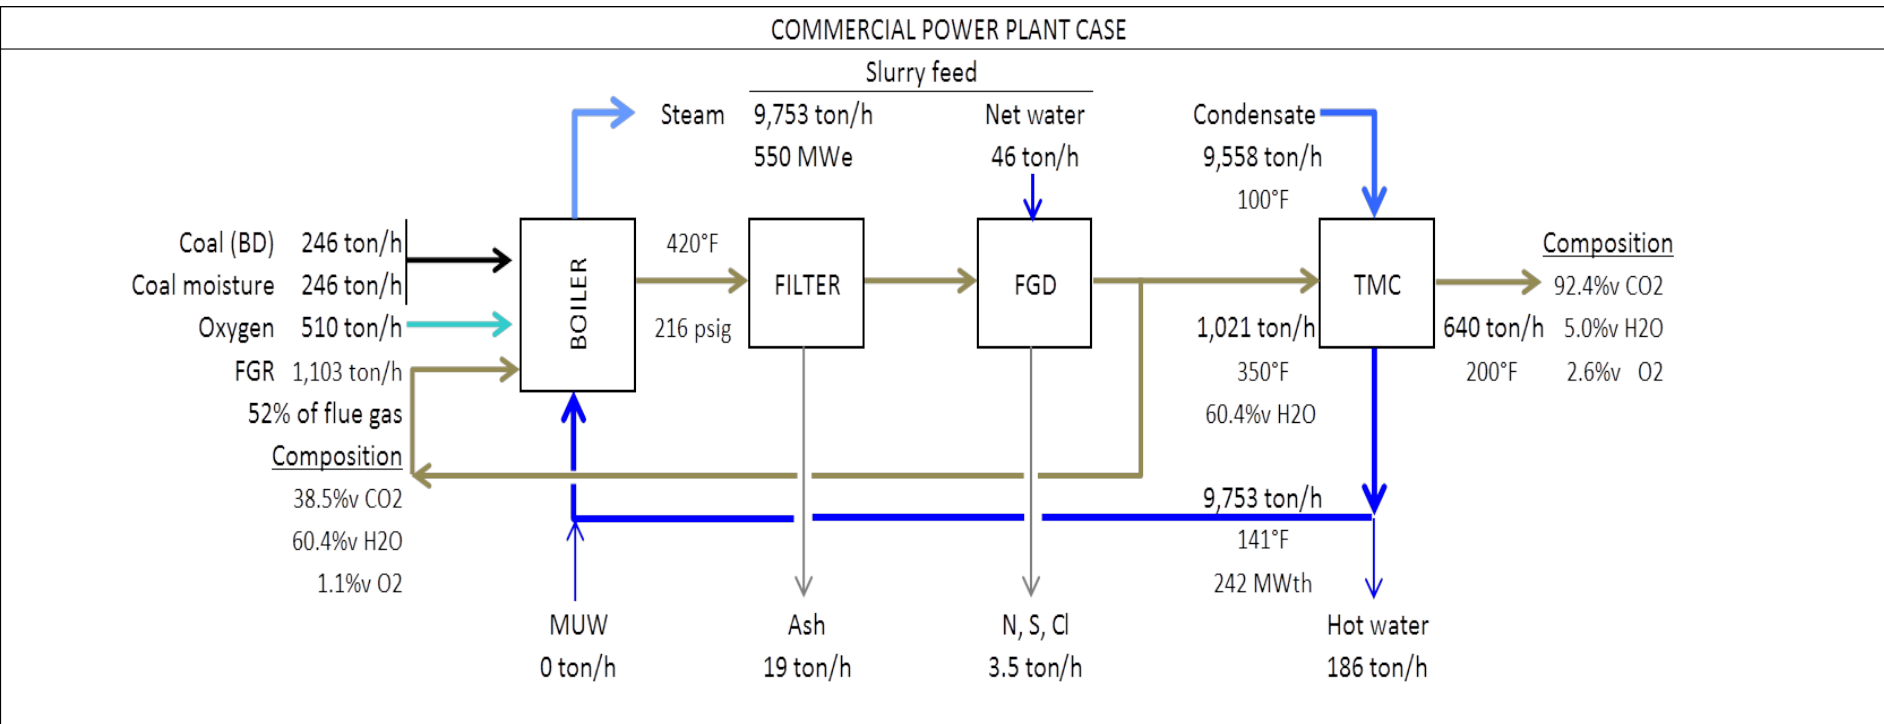 COMMERCIAL POWER PLANT CASE
Slurry feed
Steam 9,753 ton/h Net water Condensate
550 MWe 46 ton/h 9,558 ton/h
100°F
Coal (BD) 246 ton/h 420°F Composition
Coal moisture 246 ton/h BOILER FILTER FGD TMC 92.4%v CO2
Oxygen 510 ton/h 216 psig 1,021 ton/h 640 ton/h 5.0%v H2O
FGR 1,103 ton/h 350°F 200°F 2.6%v O2
52% of flue gas 60.4%v H2O
Composition
38.5%v CO2 9,753 ton/h
60.4%v H2O 141°F
1.1%v O2 242 MWth
MUW Ash N, S, Cl Hot water
0 ton/h 19 ton/h 3.5 ton/h 186 ton/h